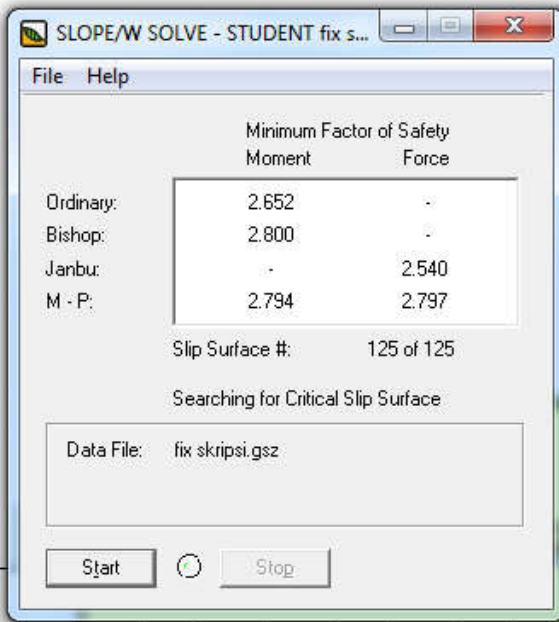 SLOPE/W SOLVE - STUDENT fix s...
File Help
Minimum Factor of Safety
Moment Force
Ordinary: 2.652 -
Bishop: 2.800 -
Janbu: - 2.540
M - P: 2.794 2.797
Slip Surface #: 125 of 125
Searching for Critical Slip Surface
Data File: fix skripsi.gsz
Start Stop